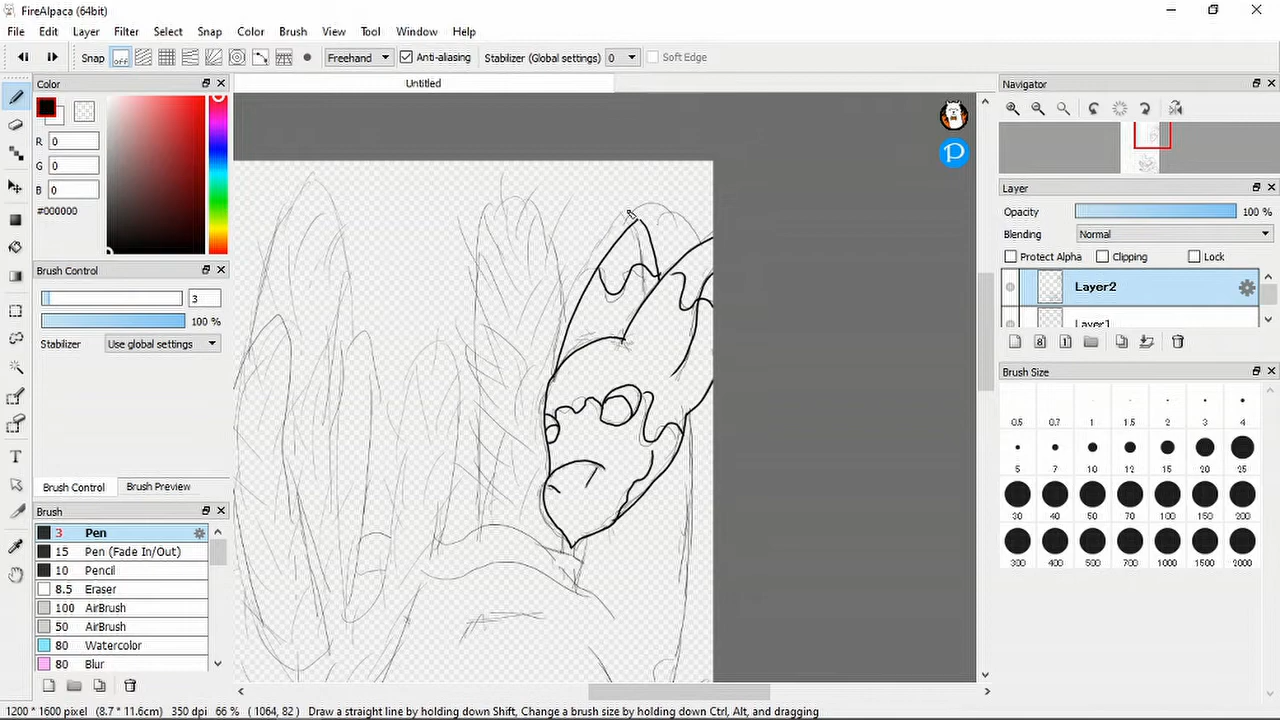 FireAlpaca (64bit)
File Edit Layer Filter Select Snap Color Brush View Tool Window Help
Snap off Freehand Anti-aliasing Stabilizer (Global settings) 0 Soft Edge
Color
Untitled
Navigator
R 0
G 0
B 0
#000000
P
Layer
Opacity 100 %
Blending Normal
Protect Alpha Clipping Lock
Layer2
Layer1
Brush Control
3
100 %
Stabilizer Use global settings
Brush Size
0.5 0.7 1 1.5 2 3 4
5 7 10 12 15 20 25
30 40 50 70 100 150 200
300 400 500 700 1000 1500 2000
Brush Control Brush Preview
Brush
3 Pen
15 Pen (Fade In/Out)
10 Pencil
8.5 Eraser
100 AirBrush
50 AirBrush
80 Watercolor
80 Blur
1200 * 1600 pixel (8.7 * 11.6cm) 350 dpi 66 % ( 1064, 82 ) Draw a straight line by holding down Shift, Change a brush size by holding down Ctrl, Alt, and dragging